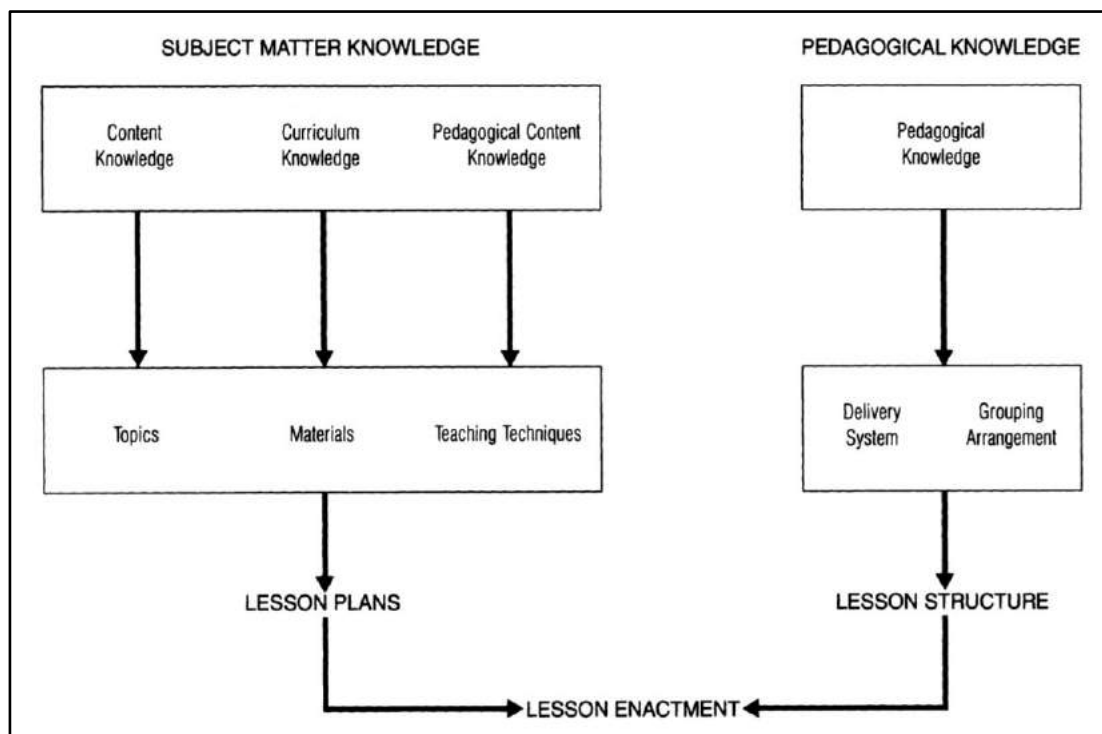 SUBJECT MATTER KNOWLEDGE
PEDAGOGICAL KNOWLEDGE
Content
Knowledge
Curriculum
Knowledge
Pedagogical Content
Knowledge
Pedagogical
Knowledge
Topics
Materials
Teaching Techniques
Delivery
System
Grouping
Arrangement
LESSON PLANS
LESSON STRUCTURE
LESSON ENACTMENT